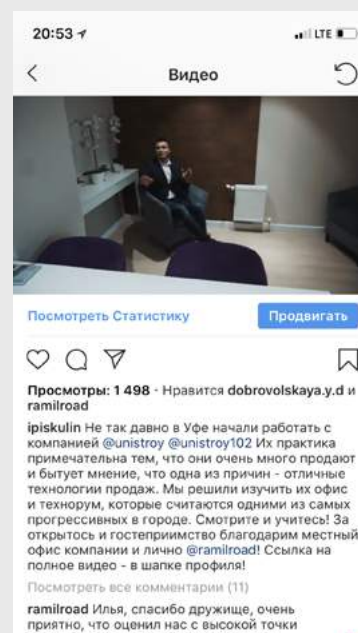 20:53
LTE
Видео
Посмотреть Статистику
Продвигать
Просмотры: 1 498 · Нравится dobrovolskaya.y.d и
ramilroad
ipiskulin Не так давно в Уфе начали работать с
компанией @unistroy @unistroy102 Их практика
примечательна тем, что они очень много продают
и бытует мнение, что одна из причин - отличные
технологии продаж. Мы решили изучить их офис
и технорум, которые считаются одними из самых
прогрессивных в городе. Смотрите и учитесь! За
открытось и гостеприимство благодарим местный
офис компании и лично @ramilroad! Ссылка на
полное видео - в шапке профиля!
Посмотреть все комментарии (11)
ramilroad Илья, спасибо дружище, очень
приятно, что оценил нас с высокой точки